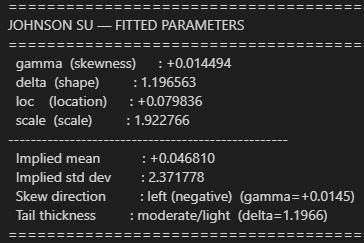 ==========================================
JOHNSON SU — FITTED PARAMETERS
==========================================
gamma (skewness) : +0.014494
delta (shape) : 1.196563
loc (location) : +0.079836
scale (scale) : 1.922766
--------------------------------------------------
Implied mean : +0.046810
Implied std dev : 2.371778
Skew direction : left (negative) (gamma=+0.0145)
Tail thickness : moderate/light (delta=1.1966)
==========================================